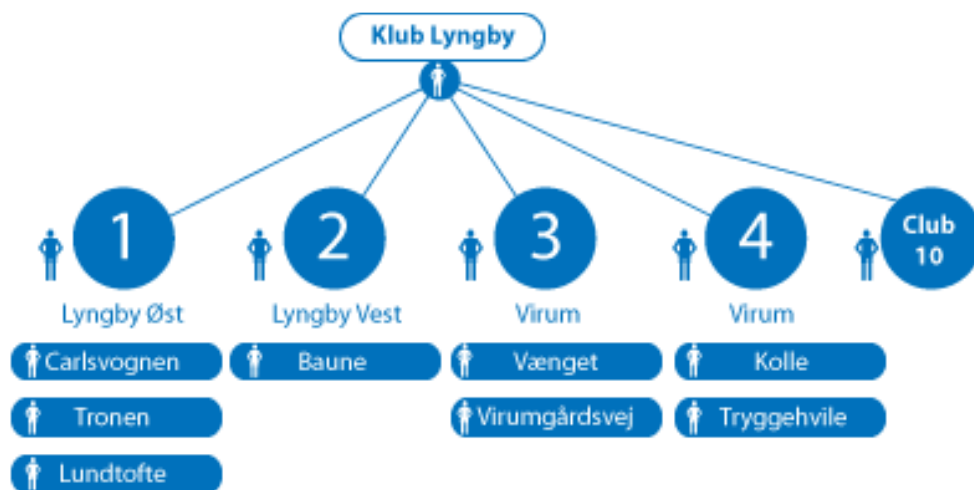 Klub Lyngby
1
2
3
4
Club
10
Lyngby Øst
Lyngby Vest
Virum
Virum
Carlsvognen
Baune
Vænget
Kolle
Tronen
Virumgårdsvej
Tryggehvile
Lundtofte